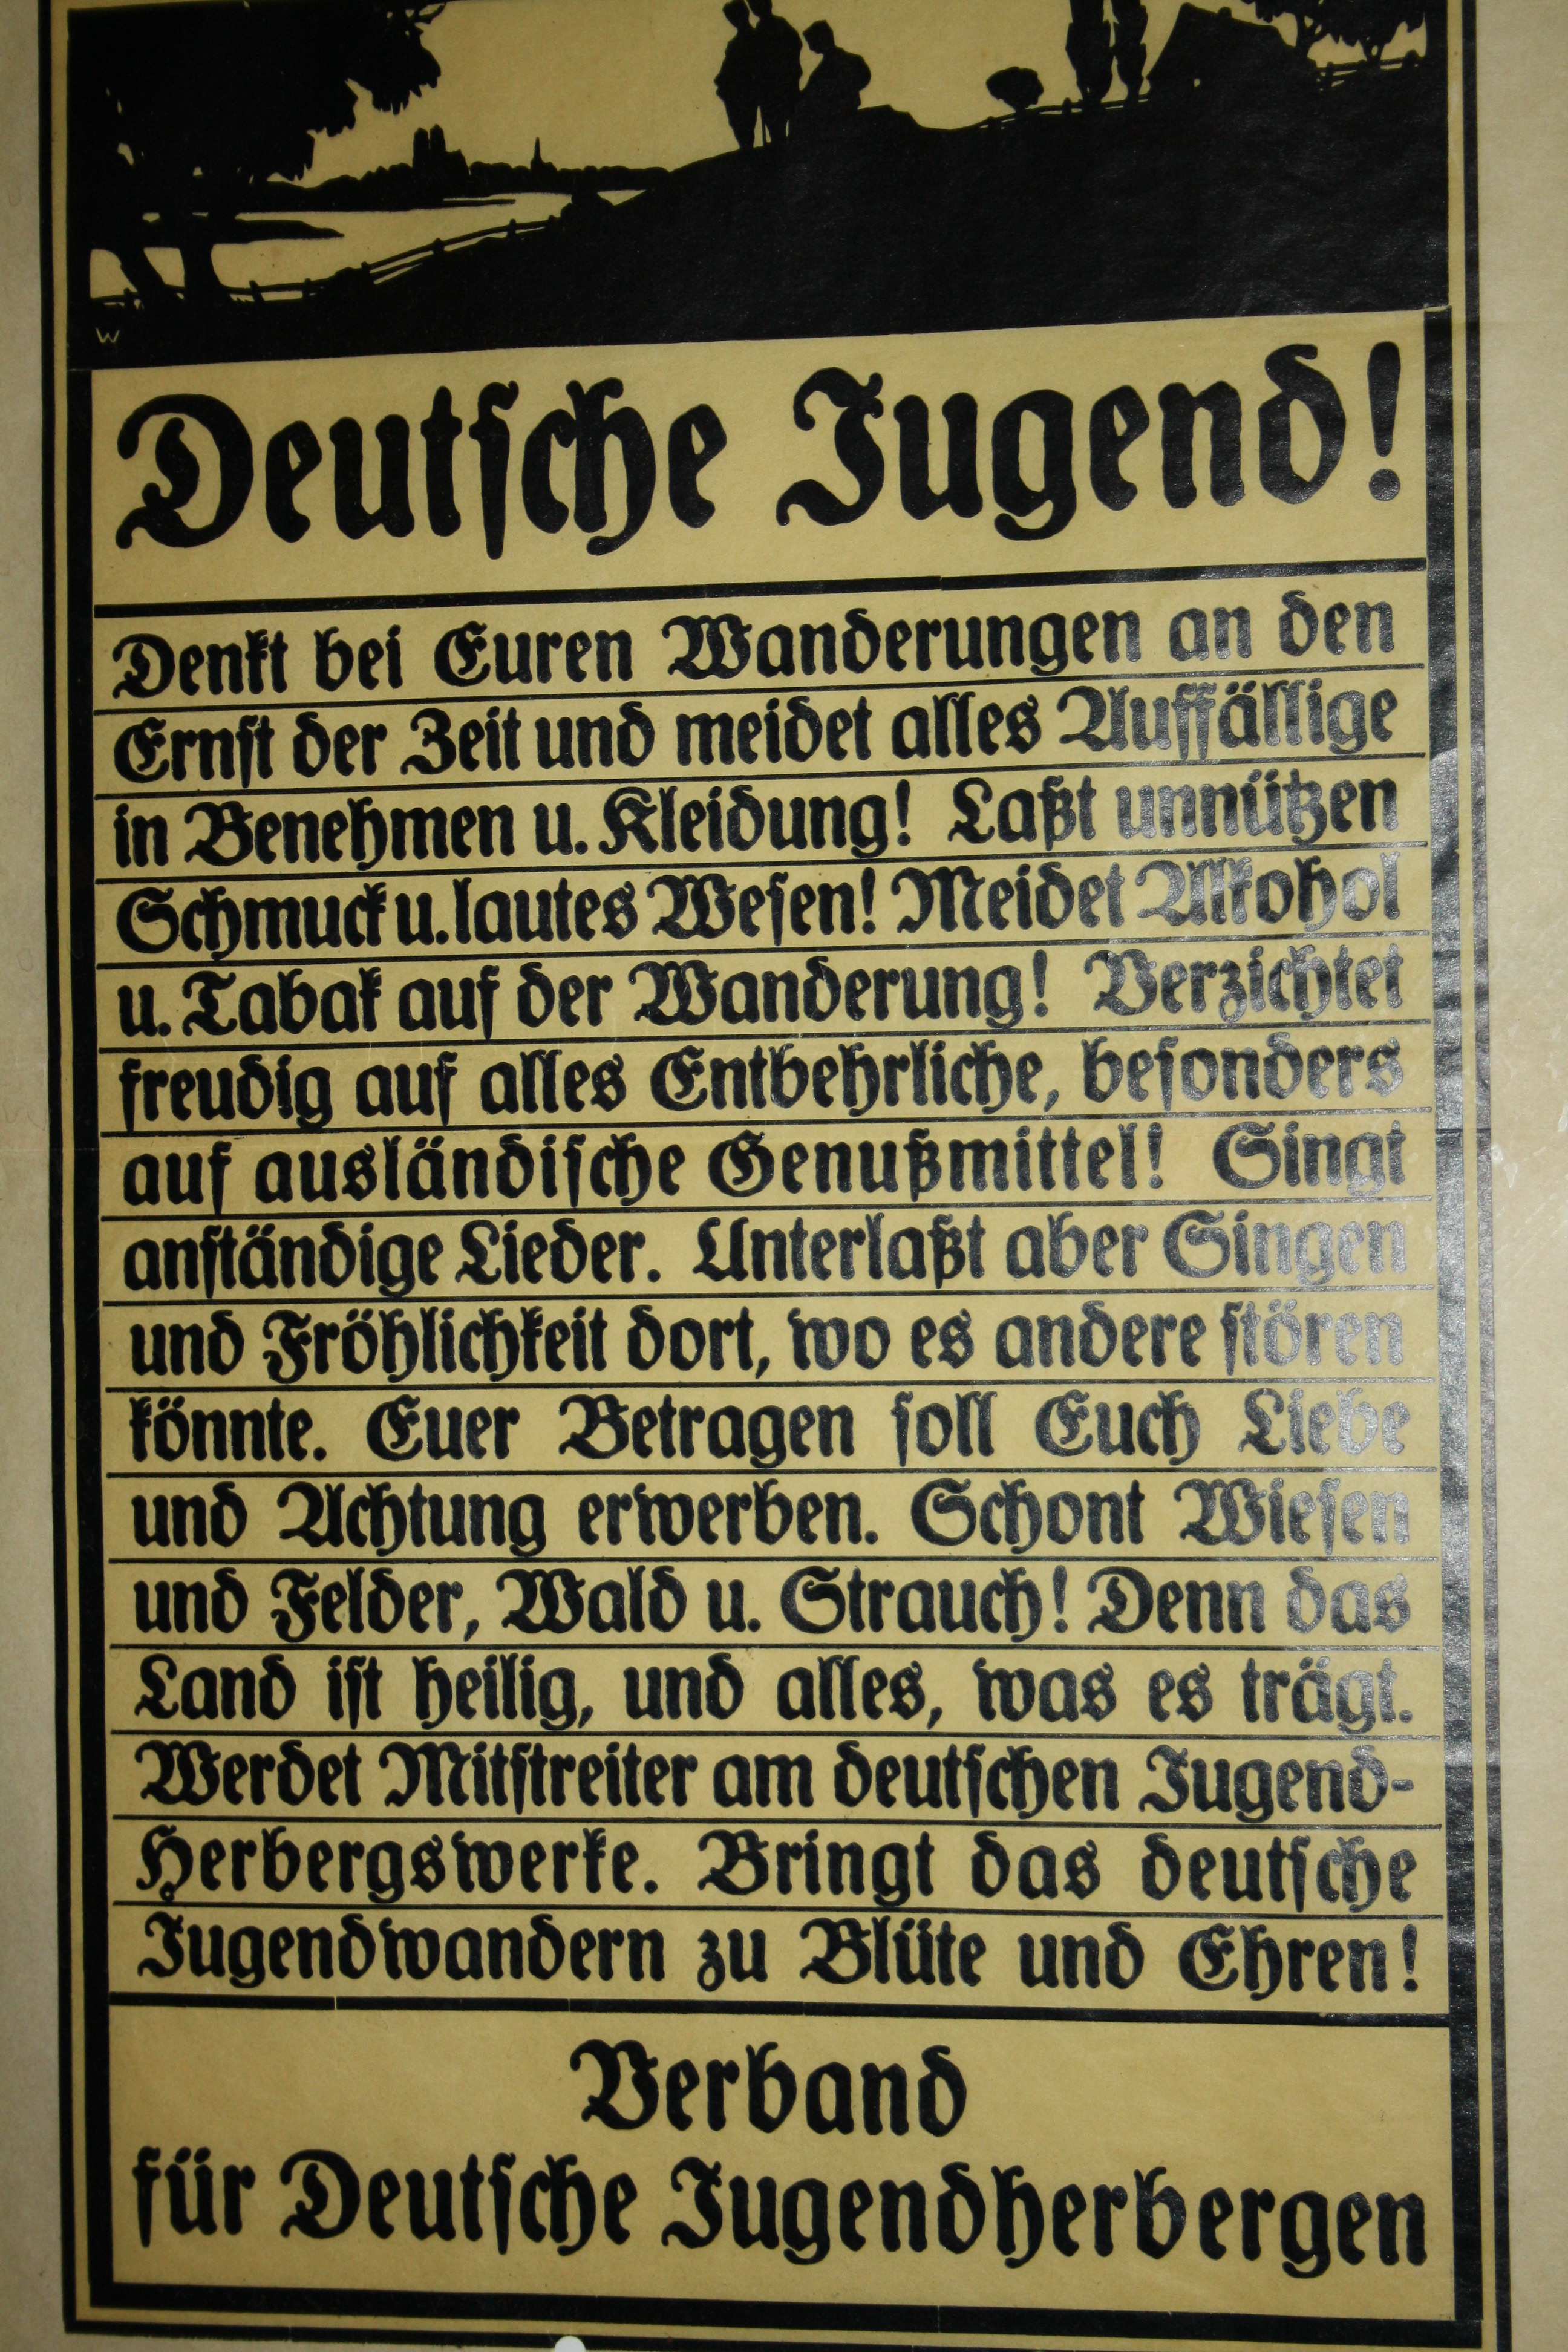 W
Deutsche Jugend!
Denkt bei Euren Wanderungen an den
Ernst der Zeit und meidet alles Auffällige
in Benehmen u. Kleidung! Laßt unnützen
Schmuck u. lautes Wesen! Meidet Alkohol
u. Tabak auf der Wanderung! Verzichtet
freudig auf alles Entbehrliche, besonders
auf ausländische Genußmittel! Singt
anständige Lieder. Unterlaßt aber Singen
und Fröhlichkeit dort, wo es andere stören
könnte. Euer Betragen soll Euch Liebe
und Achtung erwerben. Schont Wiesen
und Felder, Wald u. Strauch! Denn das
Land ist heilig, und alles, was es trägt.
Werdet Mitstreiter am deutschen Jugend-
Herbergswerke. Bringt das deutsche
Jugendwandern zu Blüte und Ehren!
Verband
für Deutsche Jugendherbergen